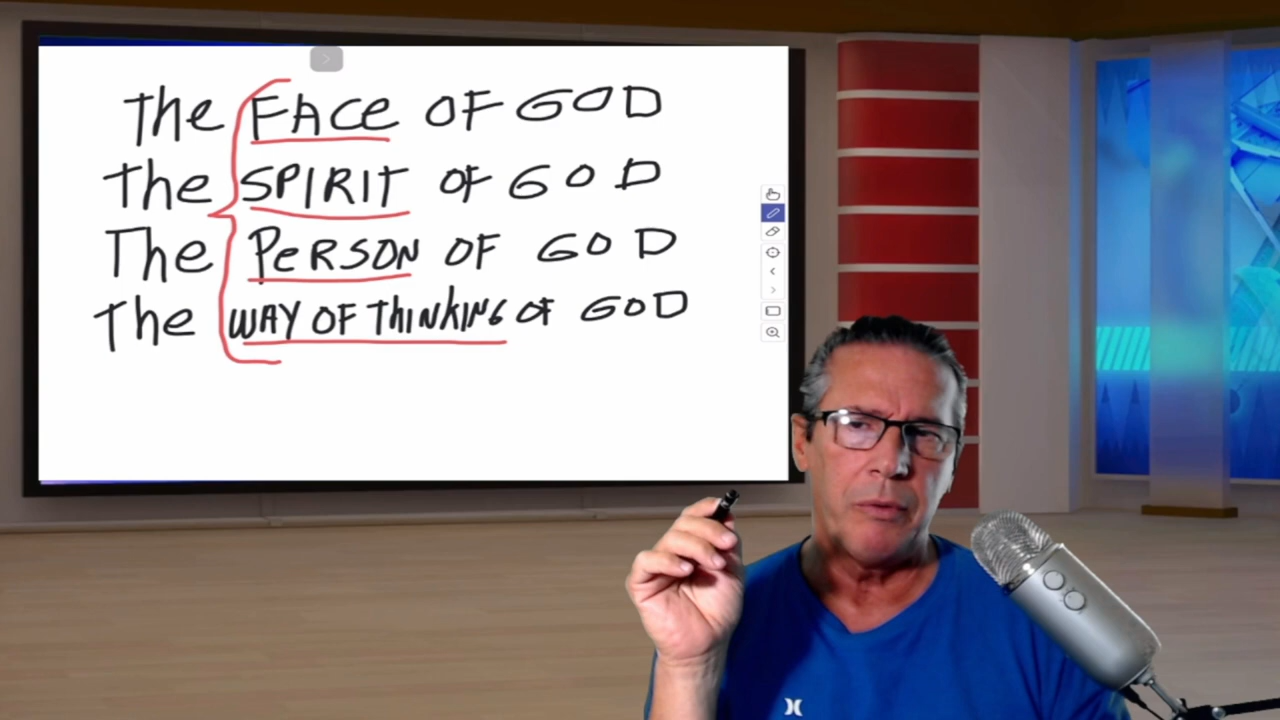 The FACe OF GOD
The SPIRIT OF GOD
The PeRSON OF GOD
The WAY OF ThiNKiNG OF GOD